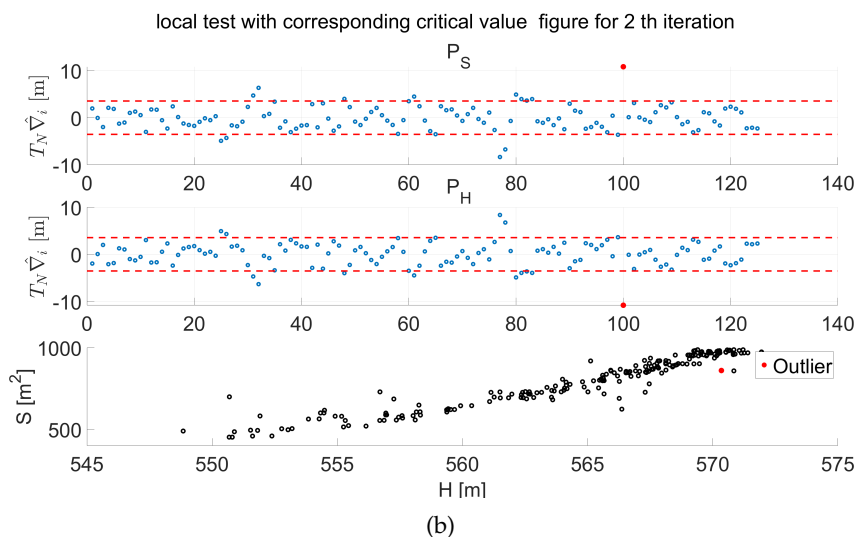 local test with corresponding critical value figure for 2 th iteration
P_S
T_N ∇̂_i [m]
10
0
-10
0 20 40 60 80 100 120 140
P_H
T_N ∇̂_i [m]
10
0
-10
0 20 40 60 80 100 120 140
S [m²]
1000
500
Outlier
545 550 555 560 565 570 575
H [m]
(b)